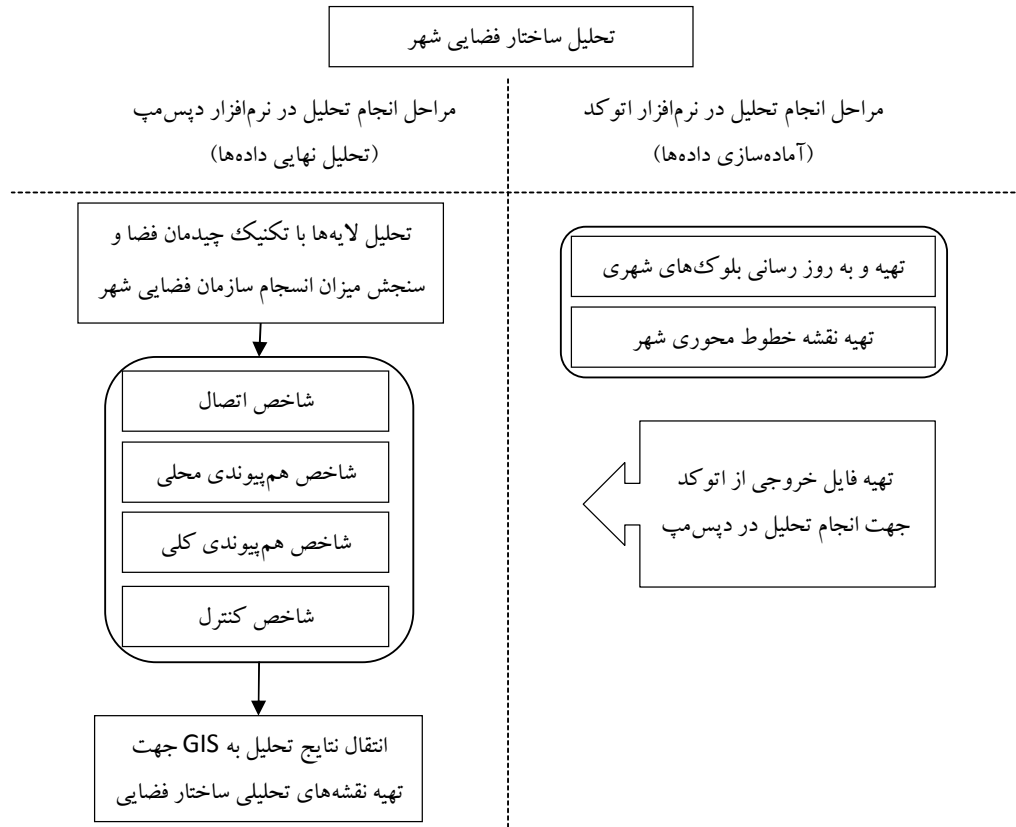 تحلیل ساختار فضایی شهر
مراحل انجام تحلیل در نرم‌افزار اتوکد
(آماده‌سازی داده‌ها)
تهیه و به روز رسانی بلوك‌های شهری
تهیه نقشه خطوط محوری شهر
تهیه فایل خروجی از اتوکد
جهت انجام تحلیل در دپس‌مپ
مراحل انجام تحلیل در نرم‌افزار دپس‌مپ
(تحلیل نهایی داده‌ها)
تحلیل لایه‌ها با تکنیك چیدمان فضا و
سنجش میزان انسجام سازمان فضایی شهر
شاخص اتصال
شاخص هم‌پیوندی محلی
شاخص هم‌پیوندی کلی
شاخص کنترل
انتقال نتایج تحلیل به GIS جهت
تهیه نقشه‌های تحلیلی ساختار فضایی